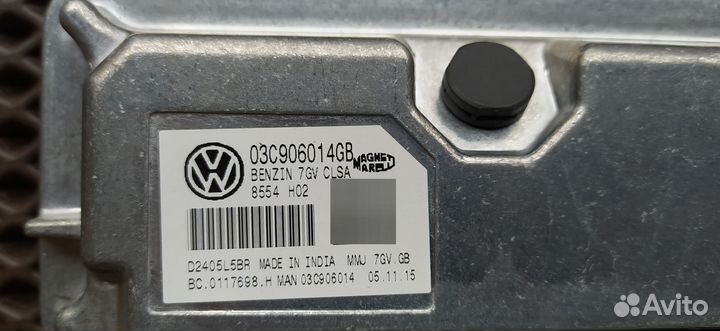 03C906014GB
MAGNETI MARELLI
BENZIN 7GV CLSA
8554 H02
D2405L5BR MADE IN INDIA MMJ 7GV.GB
BC.0117698.H MAN 03C906014 05.11.15
Avito